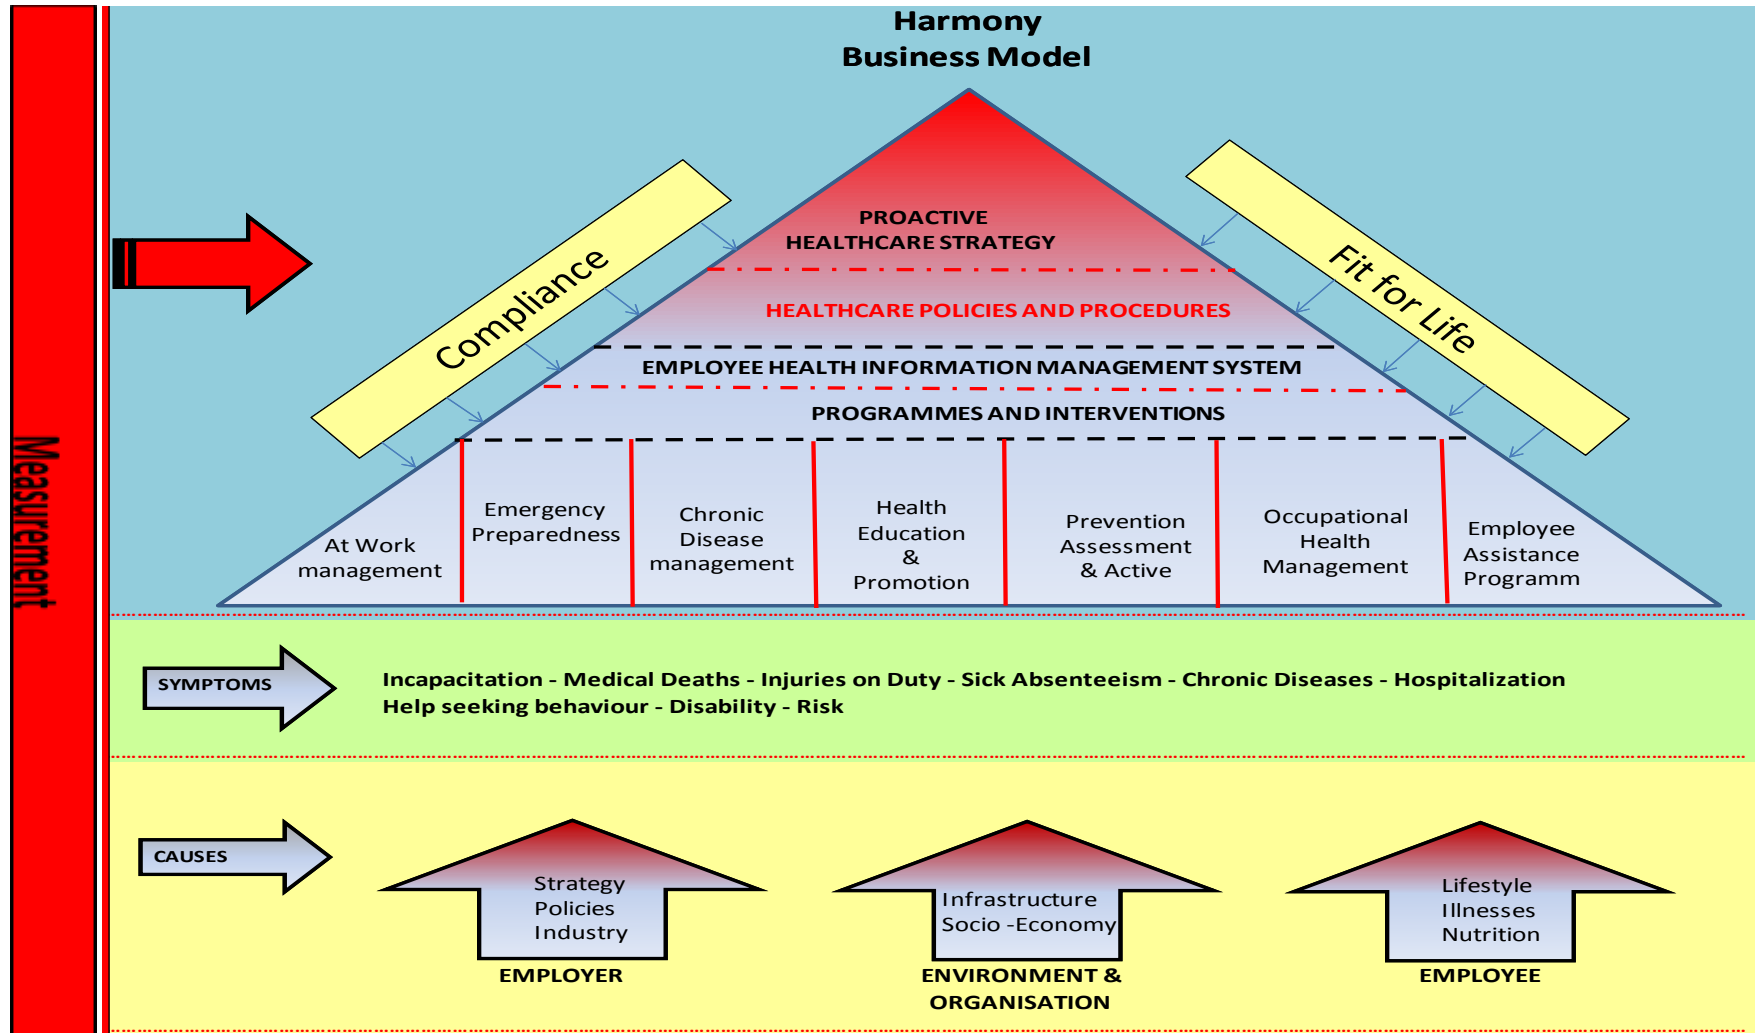 Harmony
Business Model
Measurement
Compliance
Fit for Life
PROACTIVE
HEALTHCARE STRATEGY
HEALTHCARE POLICIES AND PROCEDURES
EMPLOYEE HEALTH INFORMATION MANAGEMENT SYSTEM
PROGRAMMES AND INTERVENTIONS
At Work
management
Emergency
Preparedness
Chronic
Disease
management
Health
Education
&
Promotion
Prevention
Assessment
& Active
Occupational
Health
Management
Employee
Assistance
Programm
SYMPTOMS
Incapacitation - Medical Deaths - Injuries on Duty - Sick Absenteeism - Chronic Diseases - Hospitalization
Help seeking behaviour - Disability - Risk
CAUSES
Strategy
Policies
Industry
EMPLOYER
Infrastructure
Socio -Economy
ENVIRONMENT &
ORGANISATION
Lifestyle
Illnesses
Nutrition
EMPLOYEE